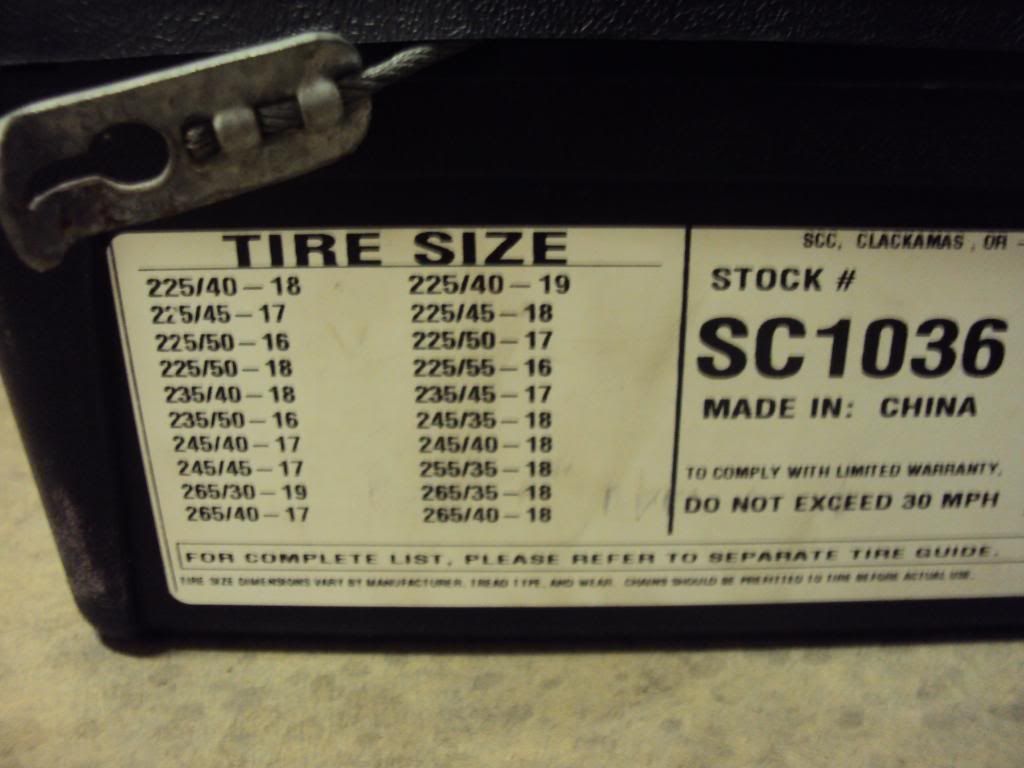 TIRE SIZE
225/40 – 18 225/40 – 19
225/45 – 17 225/45 – 18
225/50 – 16 225/50 – 17
225/50 – 18 225/55 – 16
235/40 – 18 235/45 – 17
235/50 – 16 245/35 – 18
245/40 – 17 245/40 – 18
245/45 – 17 255/35 – 18
265/30 – 19 265/35 – 18
265/40 – 17 265/40 – 18
SCC, CLACKAMAS, OR –
STOCK #
SC1036
MADE IN: CHINA
TO COMPLY WITH LIMITED WARRANTY,
DO NOT EXCEED 30 MPH
FOR COMPLETE LIST, PLEASE REFER TO SEPARATE TIRE GUIDE.
TIRE SIZE DIMENSIONS VARY BY MANUFACTURER, TREAD TYPE, AND WEAR. CHAINS SHOULD BE PREFITTED TO TIRE BEFORE ACTUAL USE.